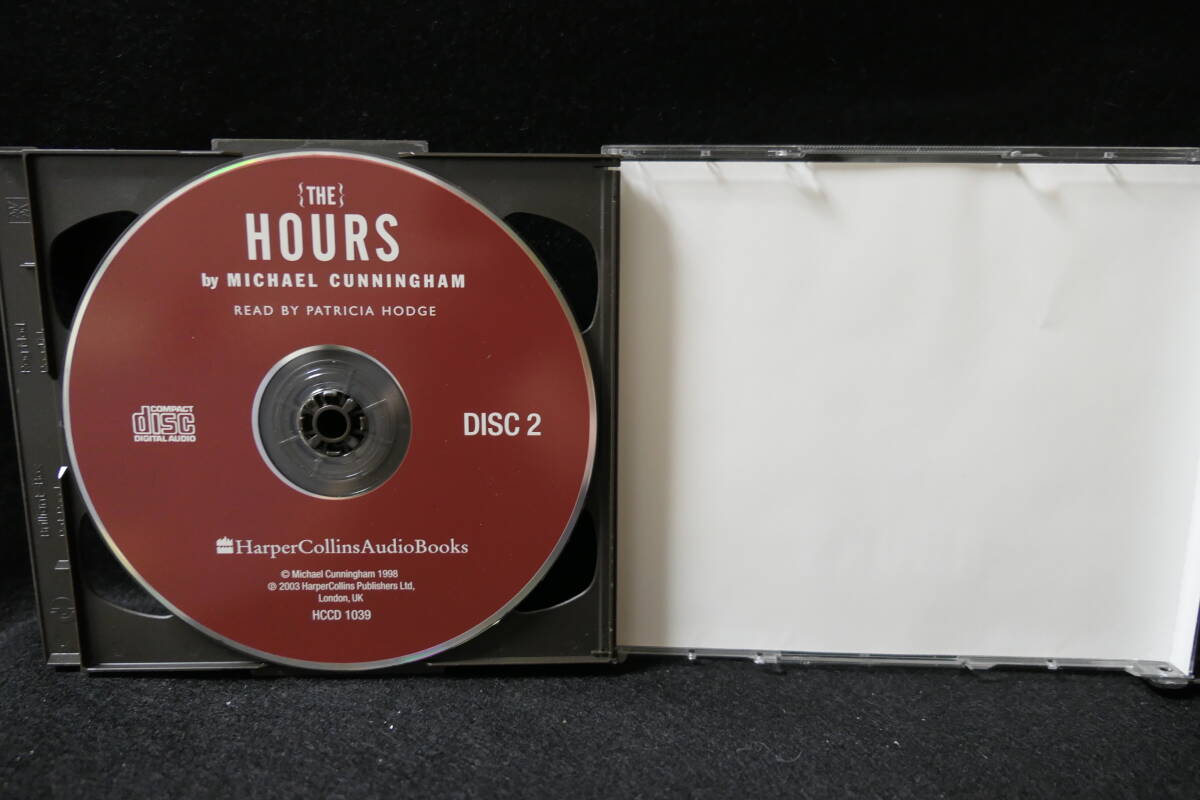 {THE}
HOURS
by MICHAEL CUNNINGHAM
READ BY PATRICIA HODGE
COMPACT
disc
DIGITAL AUDIO
DISC 2
HarperCollinsAudioBooks
© Michael Cunningham 1998
℗ 2003 HarperCollins Publishers Ltd,
London, UK
HCCD 1039